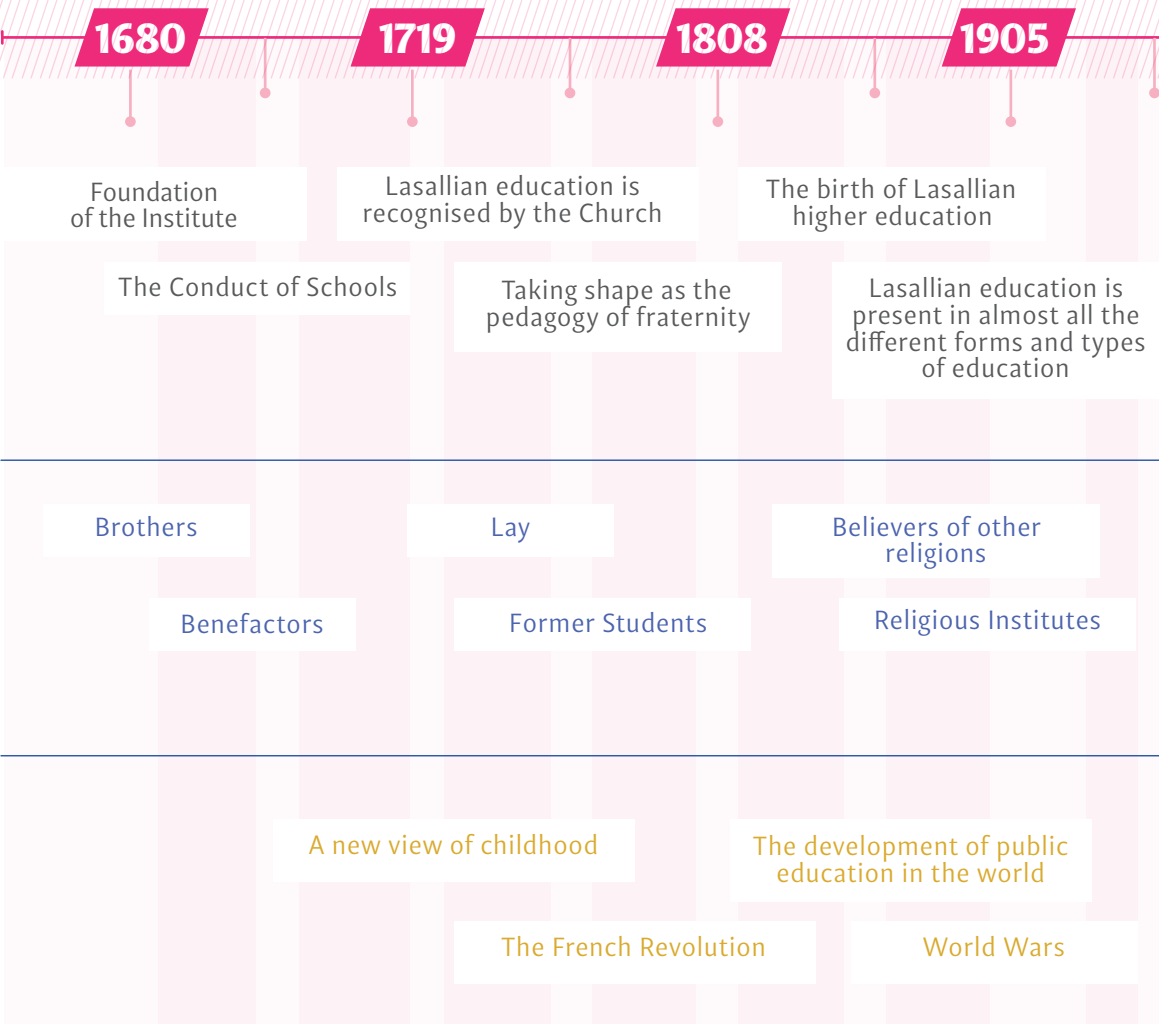 1680
1719
1808
1905
Foundation
of the Institute
Lasallian education is
recognised by the Church
The birth of Lasallian
higher education
The Conduct of Schools
Taking shape as the
pedagogy of fraternity
Lasallian education is
present in almost all the
different forms and types
of education
Brothers
Lay
Believers of other
religions
Benefactors
Former Students
Religious Institutes
A new view of childhood
The development of public
education in the world
The French Revolution
World Wars